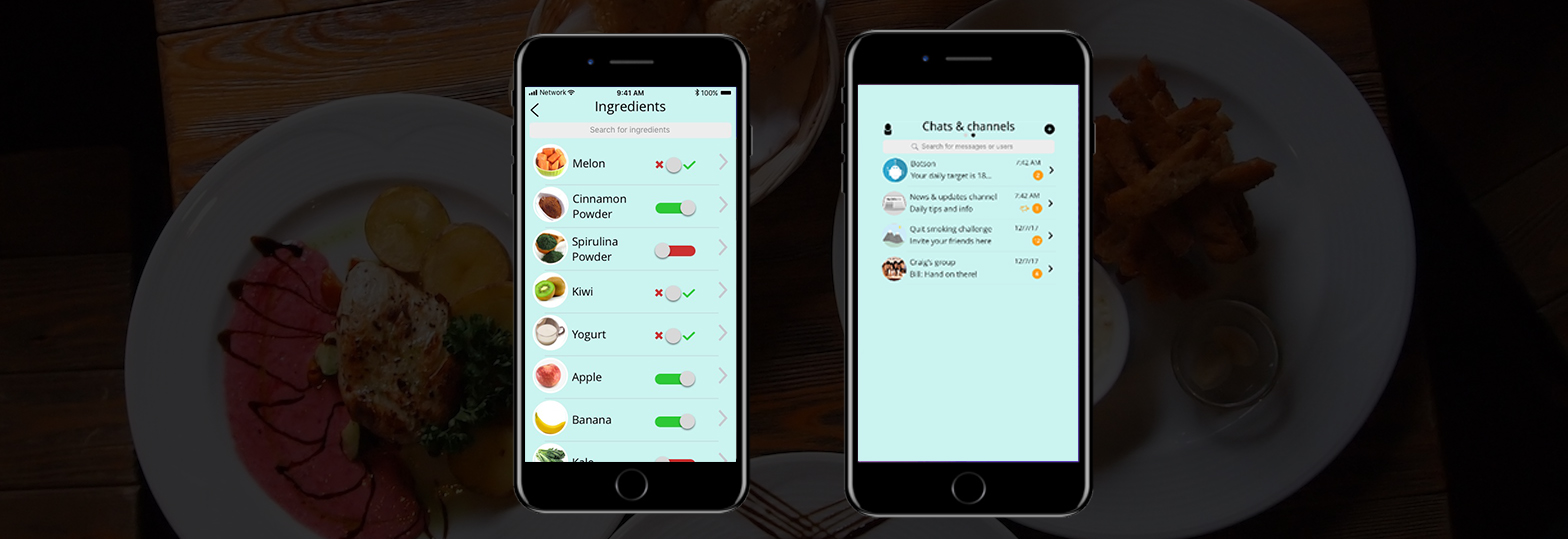 Network
9:41 AM
100%
Ingredients
Search for ingredients
Melon
Cinnamon
Powder
Spirulina
Powder
Kiwi
Yogurt
Apple
Banana
Kale
Chats & channels
Search for messages or users
Botson
7:42 AM
Your daily target is 18...
2
News & updates channel
7:42 AM
Daily tips and info
Quit smoking challenge
12/7/17
Invite your friends here
Craig's group
12/7/17
Bill: Hand on there!